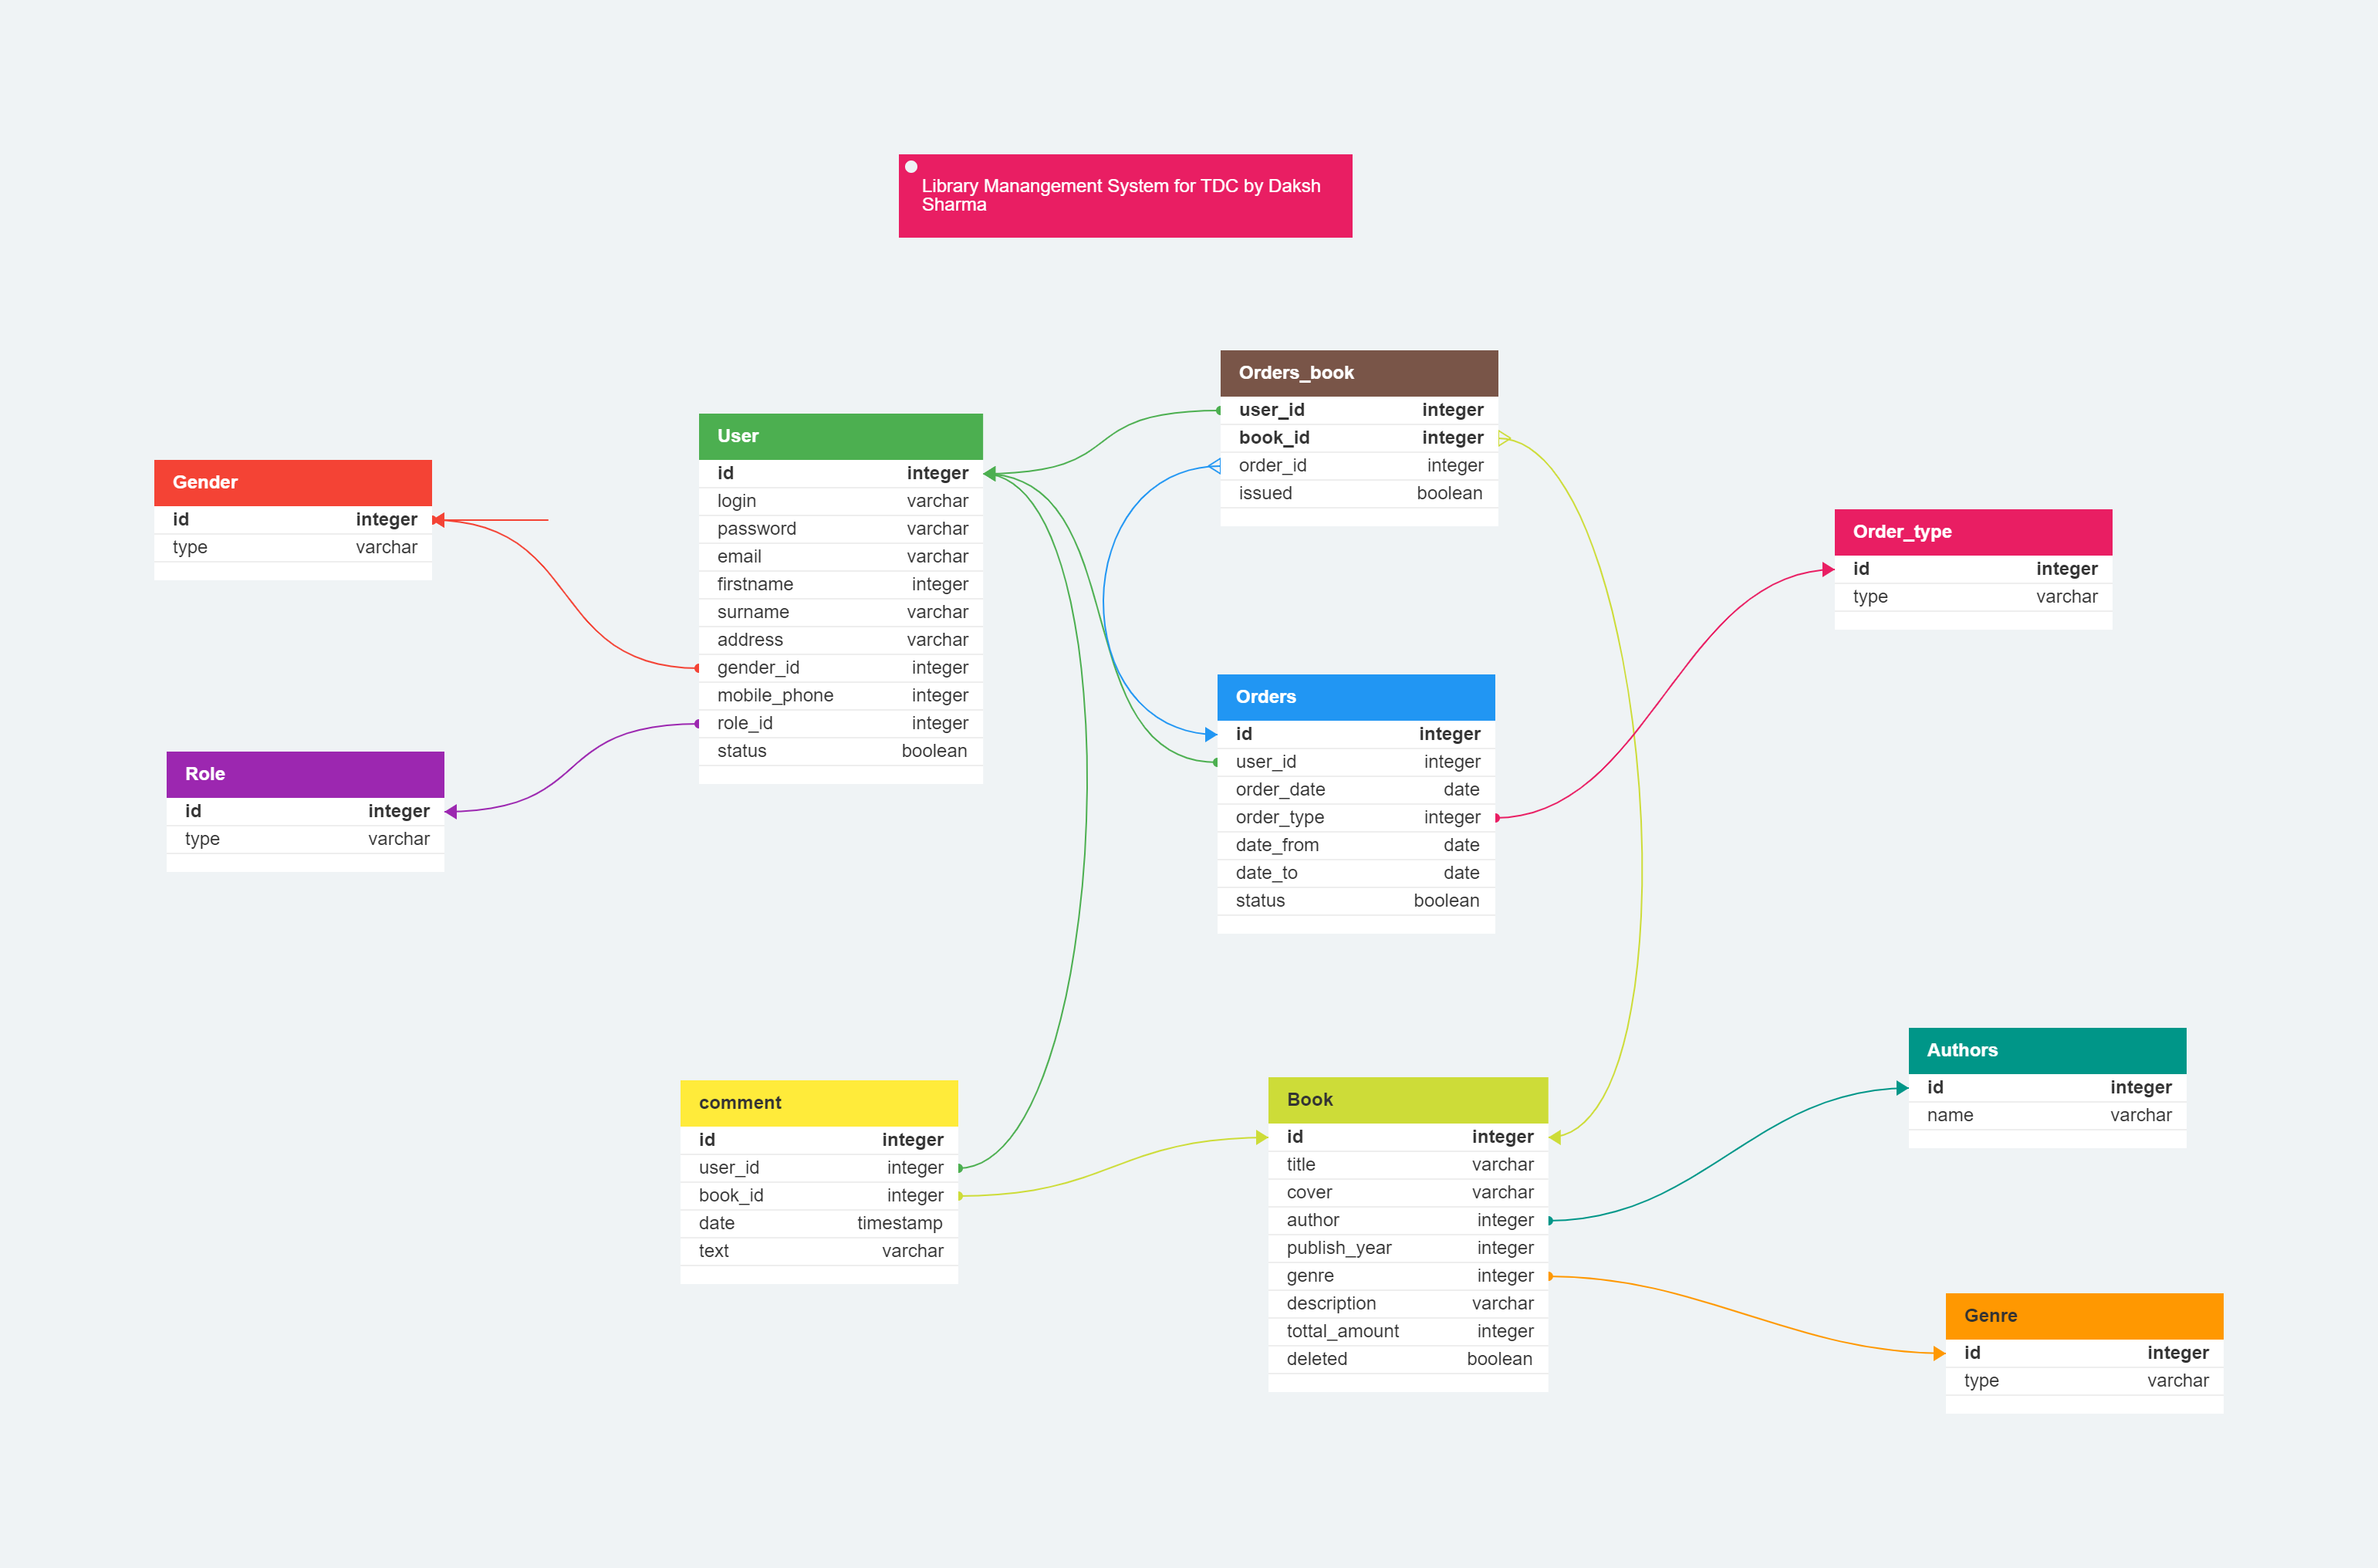 Library Manangement System for TDC by Daksh
Sharma
Gender
id integer
type varchar
Role
id integer
type varchar
User
id integer
login varchar
password varchar
email varchar
firstname integer
surname varchar
address varchar
gender_id integer
mobile_phone integer
role_id integer
status boolean
Orders_book
user_id integer
book_id integer
order_id integer
issued boolean
Orders
id integer
user_id integer
order_date date
order_type integer
date_from date
date_to date
status boolean
Order_type
id integer
type varchar
comment
id integer
user_id integer
book_id integer
date timestamp
text varchar
Book
id integer
title varchar
cover varchar
author integer
publish_year integer
genre integer
description varchar
tottal_amount integer
deleted boolean
Authors
id integer
name varchar
Genre
id integer
type varchar